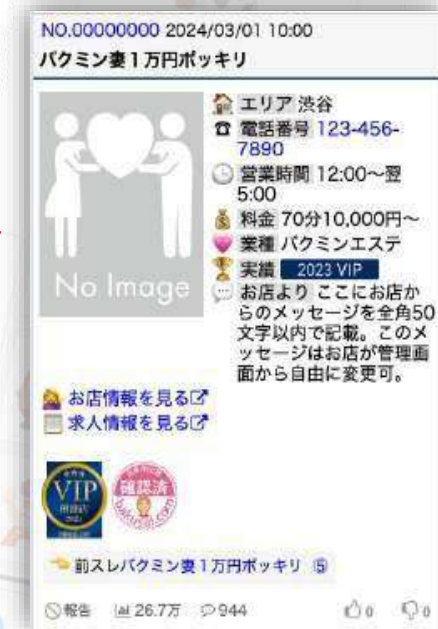 NO.00000000 2024/03/01 10:00
バクミン妻1万円ポッキリ
No Image
エリア 渋谷
電話番号 123-456-
7890
営業時間 12:00～翌
5:00
料金 70分10,000円～
業種 バクミンエステ
実績 2023 VIP
お店より ここにお店か
らのメッセージを全角50
文字以内で記載。このメ
ッセージはお店が管理画
面から自由に変更可。
お店情報を見る
求人情報を見る
VIP
確認済
前スレバクミン妻1万円ポッキリ ⑤
報告 26.7万 944 0 0